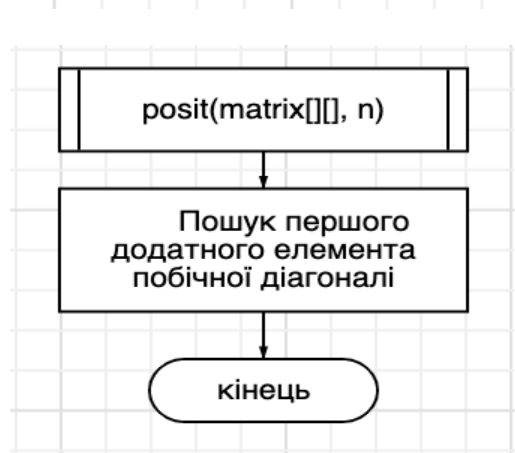 posit(matrix[][], n)
Пошук першого
додатного елемента
побічної діагоналі
кінець